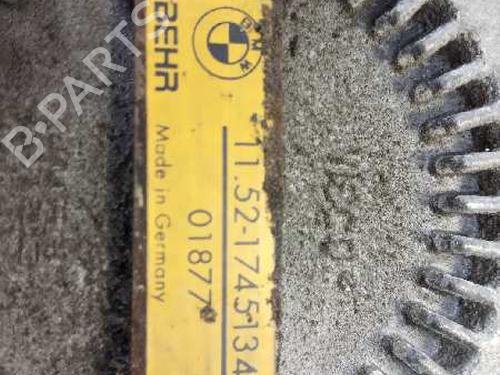 BEHR
BMW
Made in Germany
11.52-1745134
01877
B-PARTS